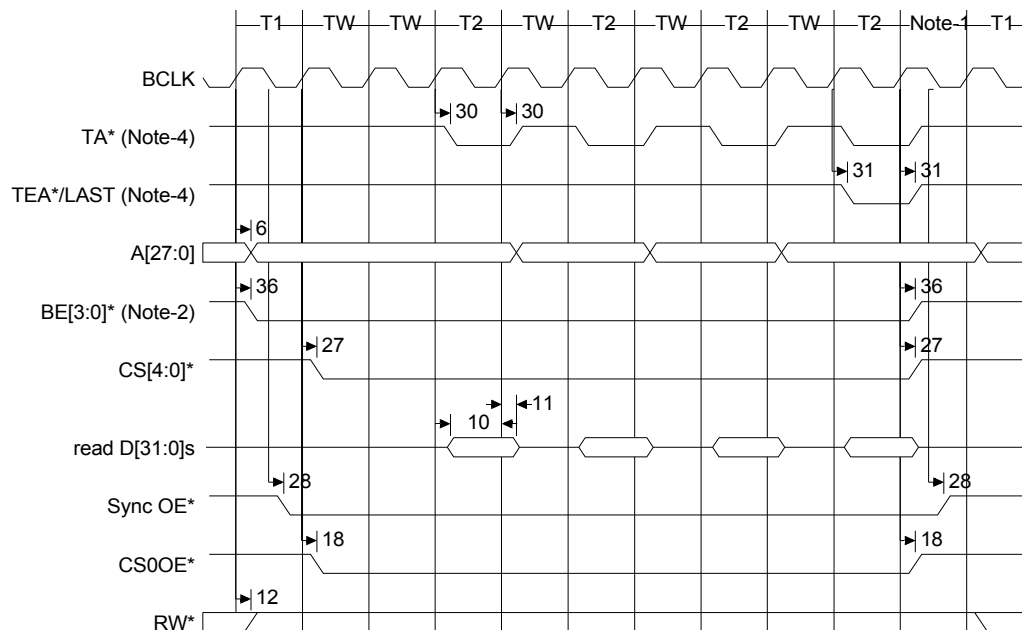 T1 TW TW T2 TW T2 TW T2 TW T2 Note-1 T1
BCLK
30 30
TA* (Note-4)
31 31
TEA*/LAST (Note-4)
6
A[27:0]
36 36
BE[3:0]* (Note-2)
27 27
CS[4:0]*
11
10
read D[31:0]s
28 28
Sync OE*
18 18
CS0OE*
12
RW*